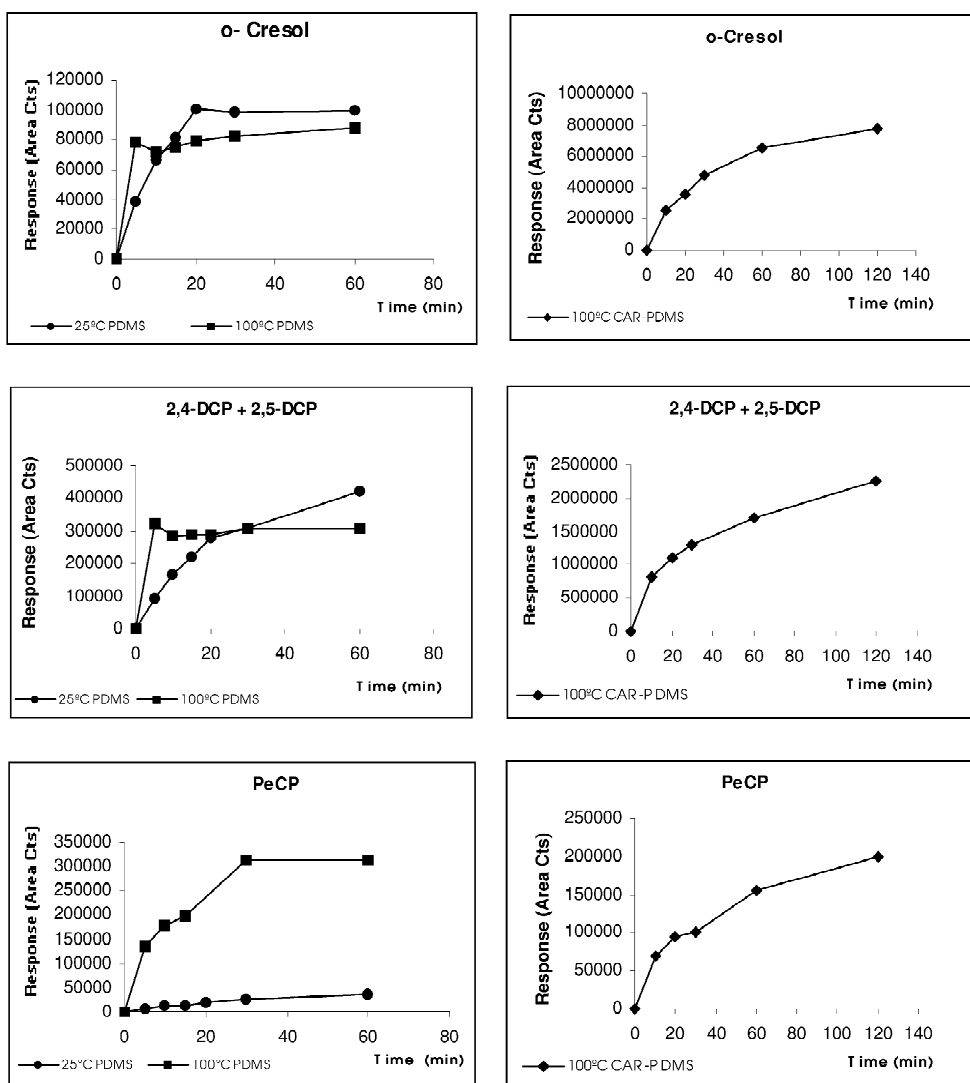 o- Cresol
Response [Area Cts]
120000
100000
80000
60000
40000
20000
0
0 20 40 60 80
T ime (min)
25ºC PDMS 100ºC PDMS
o-Cresol
Response (Area Cts)
10000000
8000000
6000000
4000000
2000000
0
0 20 40 60 80 100 120 140
T ime (min)
100ºC CAR-PDMS
2,4-DCP + 2,5-DCP
Response (Area Cts)
500000
400000
300000
200000
100000
0
0 20 40 60 80
T ime (min)
25ºC PDMS 100ºC PDMS
2,4-DCP + 2,5-DCP
Response [Area Cts]
2500000
2000000
1500000
1000000
500000
0
0 20 40 60 80 100 120 140
T ime (min)
100ºC CAR-PDMS
PeCP
Response [Area Cts]
350000
300000
250000
200000
150000
100000
50000
0
0 20 40 60 80
T ime (min)
25ºC PDMS 100ºC PDMS
PeCP
Response (Area Cts)
250000
200000
150000
100000
50000
0
0 20 40 60 80 100 120 140
T ime (min)
100ºC CAR-PDMS